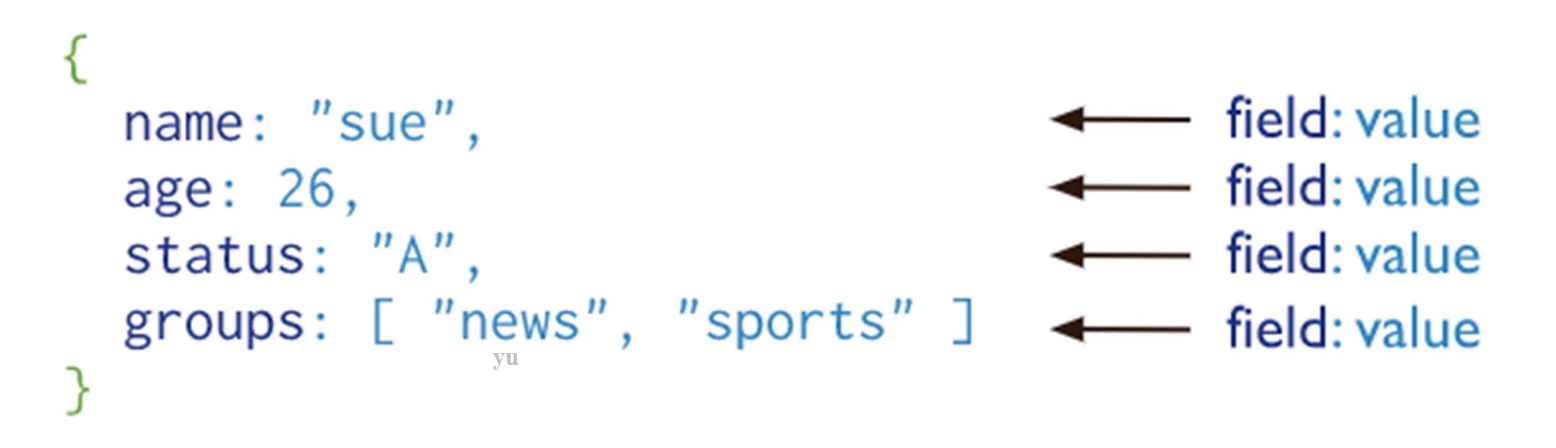 {
name: "sue", field: value
age: 26, field: value
status: "A", field: value
groups: [ "news", "sports" ] field: value
yu
}